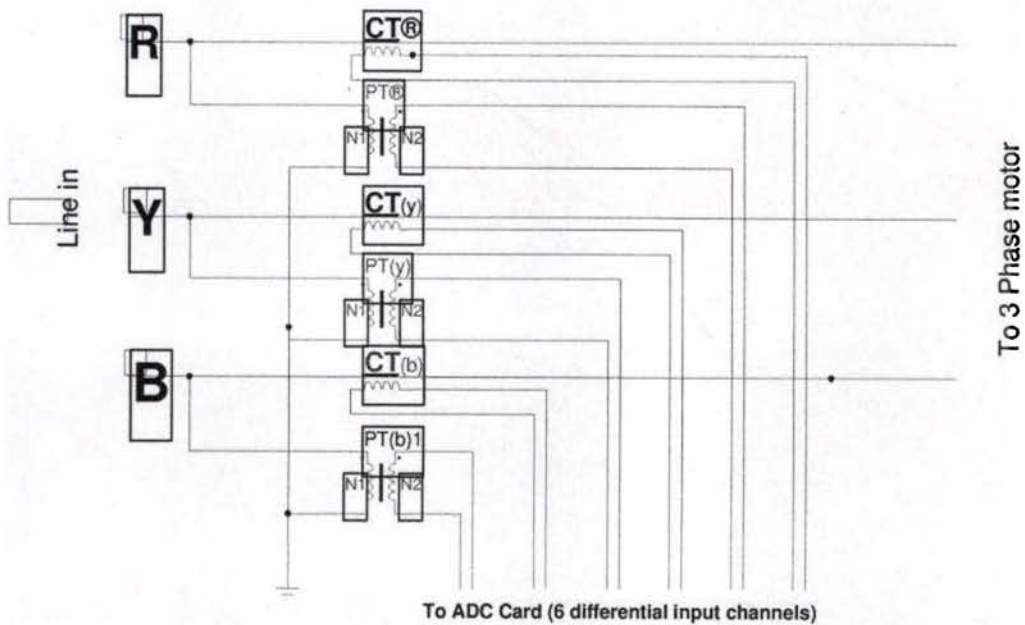 R
CT®
PT®
N1 N2
Line in
Y
CT(y)
PT(y)
N1 N2
To 3 Phase motor
B
CT(b)
PT(b)1
N1 N2
To ADC Card (6 differential input channels)